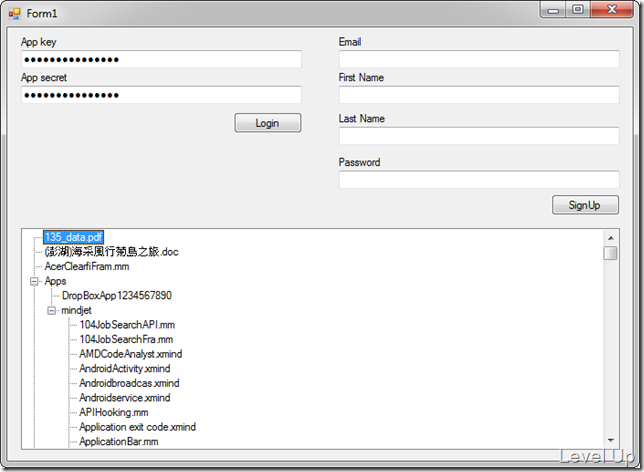 Form1
App key
●●●●●●●●●●●●●●●
App secret
●●●●●●●●●●●●●●●
Login
Email
First Name
Last Name
Password
SignUp
135_data.pdf
(澎湖)海采風行菊島之旅.doc
AcerClearfiFram.mm
Apps
DropBoxApp1234567890
mindjet
104JobSearchAPI.mm
104JobSearchFra.mm
AMDCodeAnalyst.xmind
AndroidActivity.xmind
Androidbroadcas.xmind
Androidservice.xmind
APIHooking.mm
Application exit code.xmind
ApplicationBar.mm
Level Up